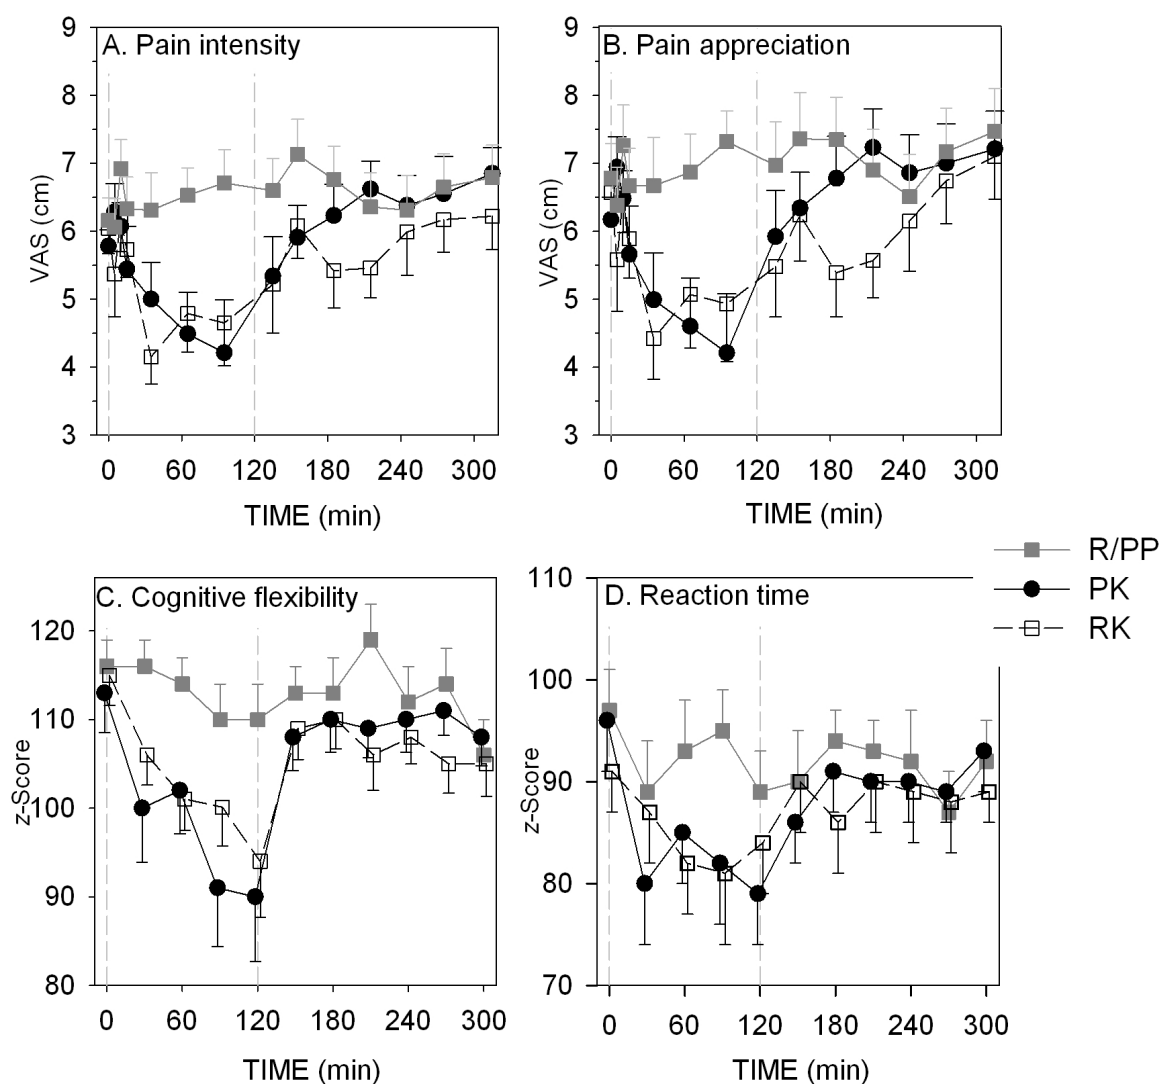 A. Pain intensity
9
8
7
6
5
4
3
VAS (cm)
0 60 120 180 240 300
TIME (min)
B. Pain appreciation
9
8
7
6
5
4
3
VAS (cm)
0 60 120 180 240 300
TIME (min)
R/PP
PK
RK
C. Cognitive flexibility
120
110
100
90
80
z-Score
0 60 120 180 240 300
TIME (min)
D. Reaction time
110
100
90
80
70
z-Score
0 60 120 180 240 300
TIME (min)